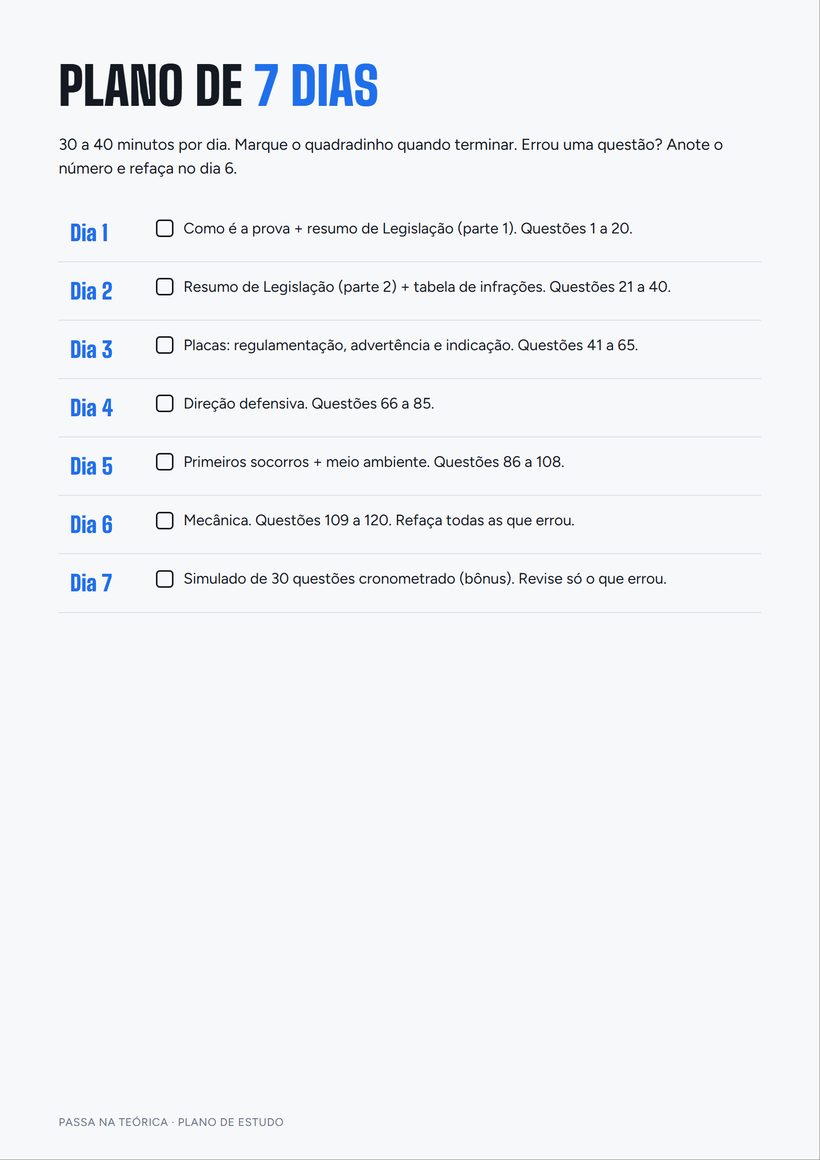 PLANO DE 7 DIAS
30 a 40 minutos por dia. Marque o quadradinho quando terminar. Errou uma questão? Anote o
número e refaça no dia 6.
Dia 1 Como é a prova + resumo de Legislação (parte 1). Questões 1 a 20.
Dia 2 Resumo de Legislação (parte 2) + tabela de infrações. Questões 21 a 40.
Dia 3 Placas: regulamentação, advertência e indicação. Questões 41 a 65.
Dia 4 Direção defensiva. Questões 66 a 85.
Dia 5 Primeiros socorros + meio ambiente. Questões 86 a 108.
Dia 6 Mecânica. Questões 109 a 120. Refaça todas as que errou.
Dia 7 Simulado de 30 questões cronometrado (bônus). Revise só o que errou.
PASSA NA TEÓRICA · PLANO DE ESTUDO